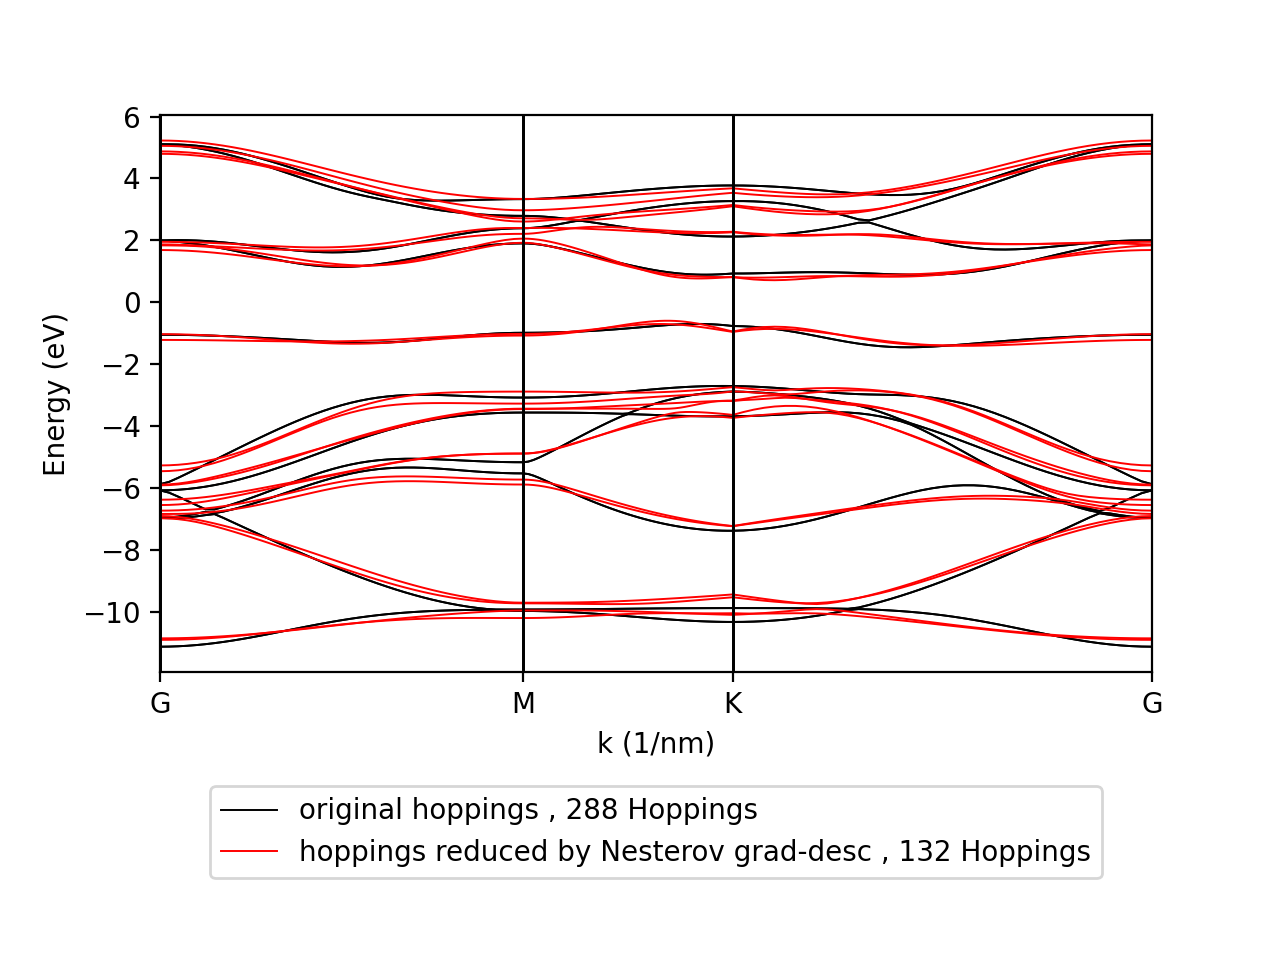 6
4
2
0
−2
−4
−6
−8
−10
Energy (eV)
G M K G
k (1/nm)
original hoppings , 288 Hoppings
hoppings reduced by Nesterov grad-desc , 132 Hoppings